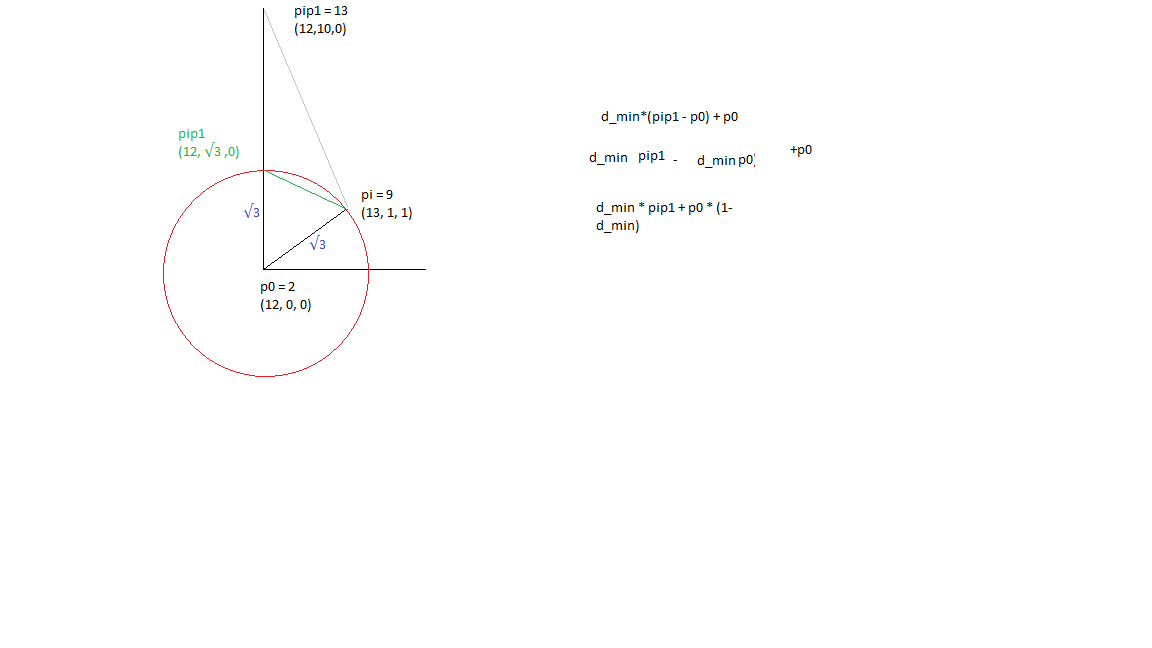 pip1 = 13
(12,10,0)
d_min*(pip1 - p0) + p0
pip1
(12, √3 ,0)
d_min pip1 - d_min p0) +p0
pi = 9
(13, 1, 1)
√3
d_min * pip1 + p0 * (1-
d_min)
√3
p0 = 2
(12, 0, 0)